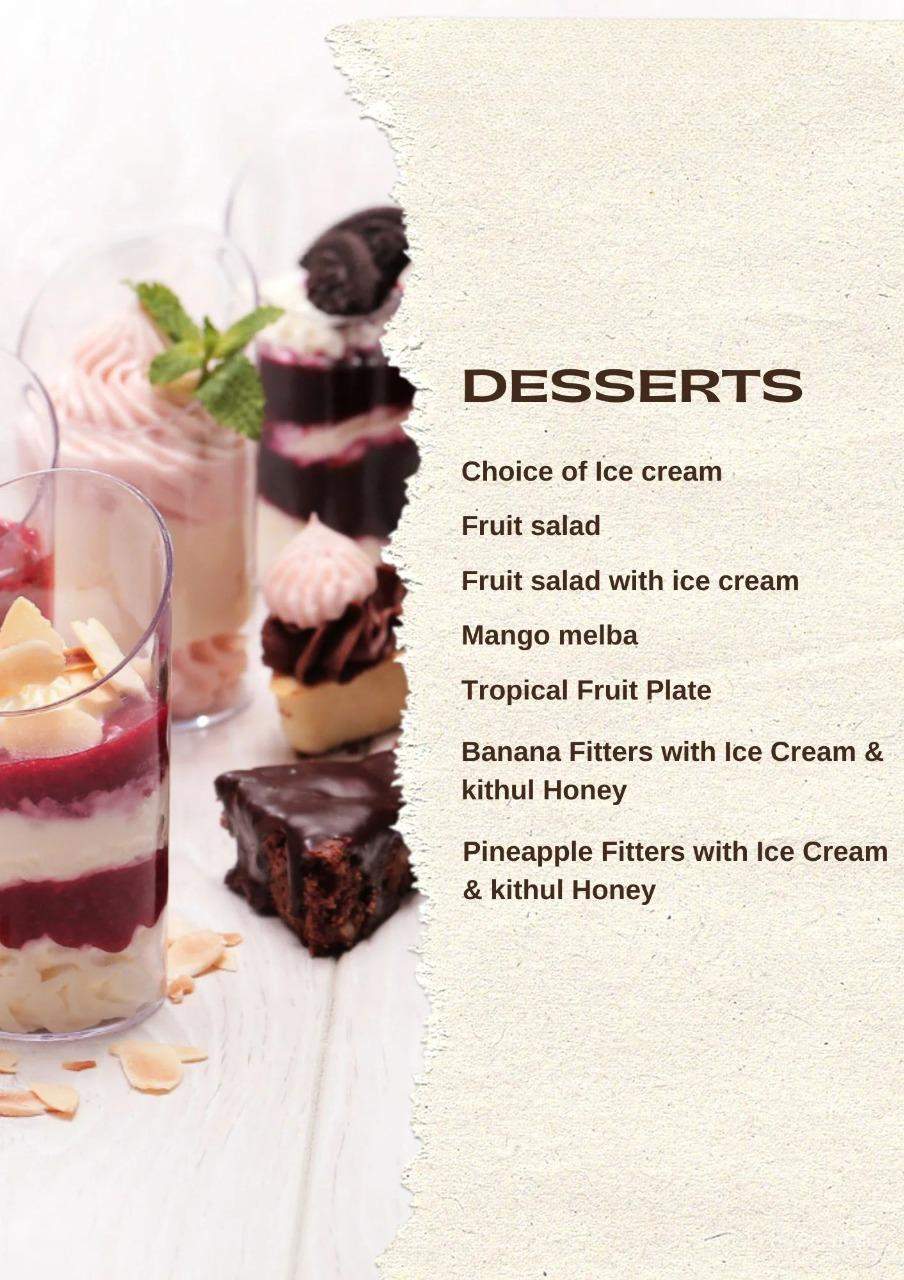 DESSERTS
Choice of Ice cream
Fruit salad
Fruit salad with ice cream
Mango melba
Tropical Fruit Plate
Banana Fitters with Ice Cream &
kithul Honey
Pineapple Fitters with Ice Cream
& kithul Honey